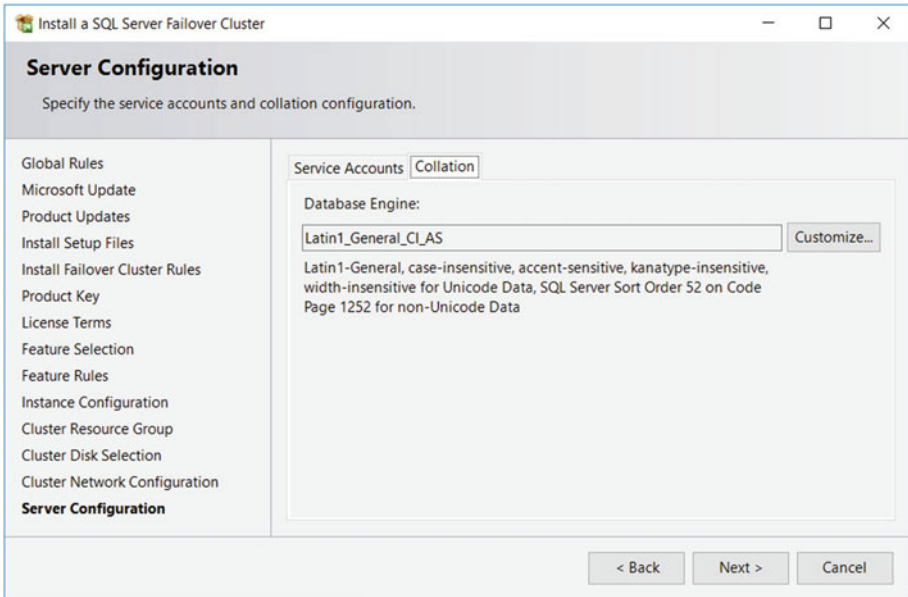 Install a SQL Server Failover Cluster
Server Configuration
Specify the service accounts and collation configuration.
Global Rules
Microsoft Update
Product Updates
Install Setup Files
Install Failover Cluster Rules
Product Key
License Terms
Feature Selection
Feature Rules
Instance Configuration
Cluster Resource Group
Cluster Disk Selection
Cluster Network Configuration
Server Configuration
Service Accounts Collation
Database Engine:
Latin1_General_CI_AS Customize...
Latin1-General, case-insensitive, accent-sensitive, kanatype-insensitive,
width-insensitive for Unicode Data, SQL Server Sort Order 52 on Code
Page 1252 for non-Unicode Data
< Back Next > Cancel